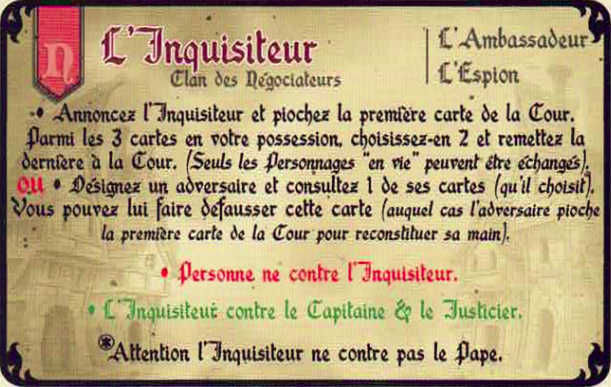 N L'Inquisiteur
L'Ambassadeur
Clan des Négociateurs
L'Espion
• Annoncez l'Inquisiteur et piochez la première carte de la Cour.
Parmi les 3 cartes en votre possession, choisissez-en 2 et remettez la
dernière à la Cour. (Seuls les Personnages "en vie" peuvent être échangés).
OU • Désignez un adversaire et consultez 1 de ses cartes (qu'il choisit).
Vous pouvez lui faire défausser cette carte (auquel cas l'adversaire pioche
la première carte de la Cour pour reconstituer sa main).
• Personne ne contre l'Inquisiteur.
• L'Inquisiteur contre le Capitaine & le Justicier.
*Attention l'Inquisiteur ne contre pas le Pape.